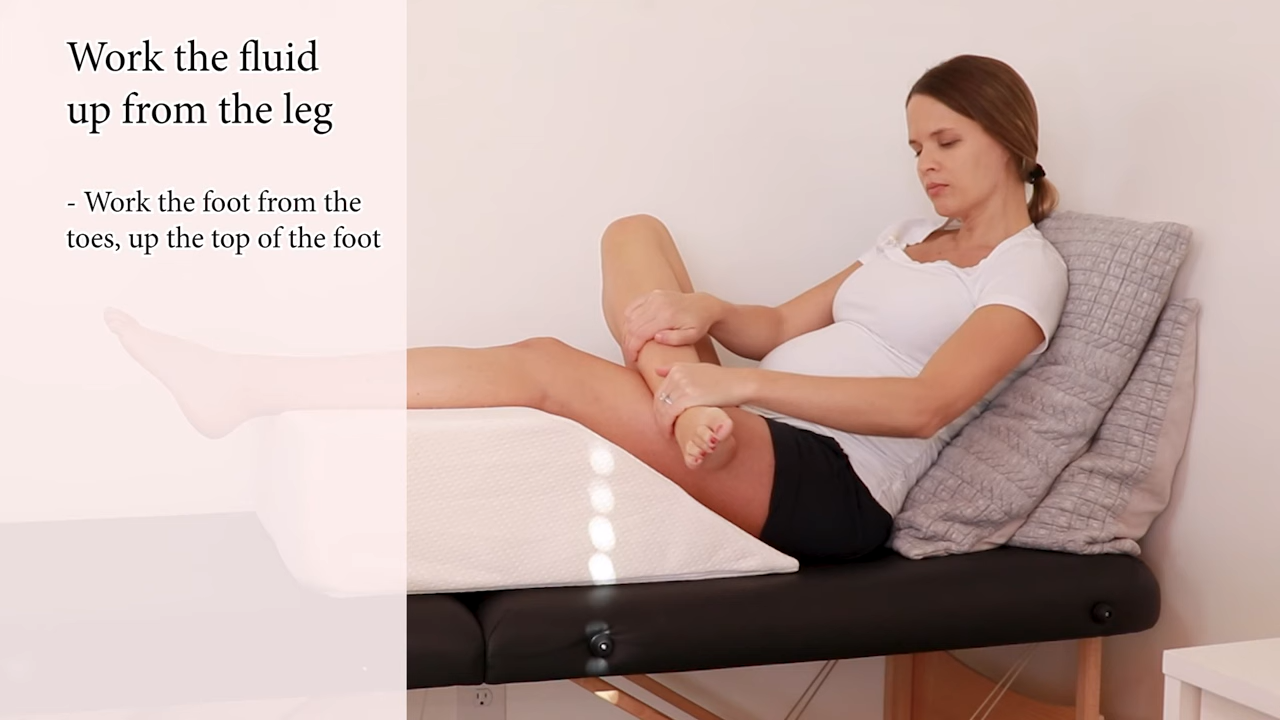 Work the fluid
up from the leg
- Work the foot from the
toes, up the top of the foot